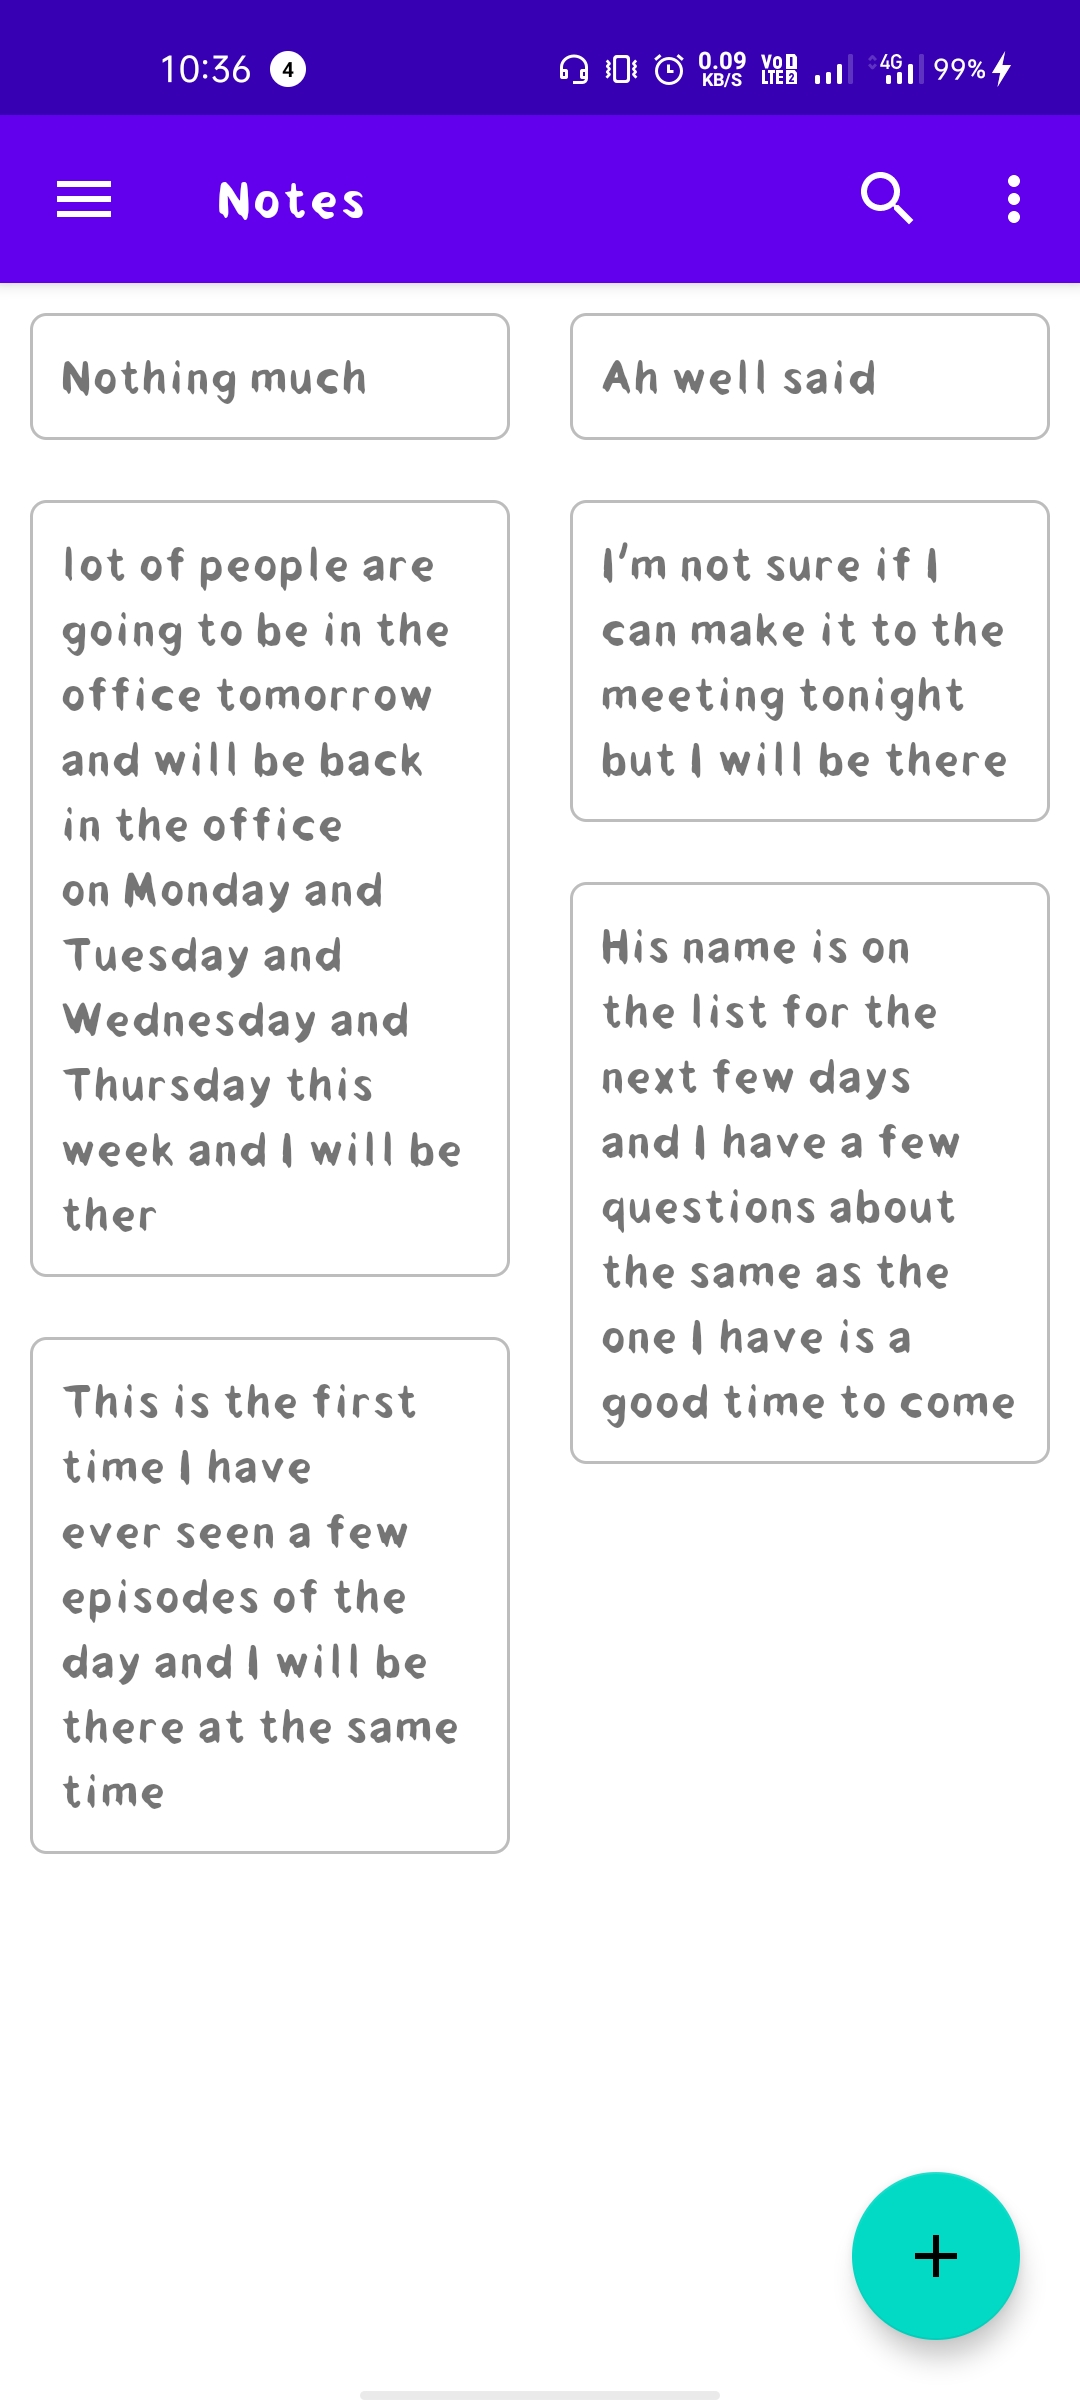 10:36 4 0.09 KB/S Vo 1 LTE 2 4G 99%
Notes
Nothing much
Ah well said
lot of people are
going to be in the
office tomorrow
and will be back
in the office
on Monday and
Tuesday and
Wednesday and
Thursday this
week and I will be
ther
I'm not sure if I
can make it to the
meeting tonight
but I will be there
His name is on
the list for the
next few days
and I have a few
questions about
the same as the
one I have is a
good time to come
This is the first
time I have
ever seen a few
episodes of the
day and I will be
there at the same
time